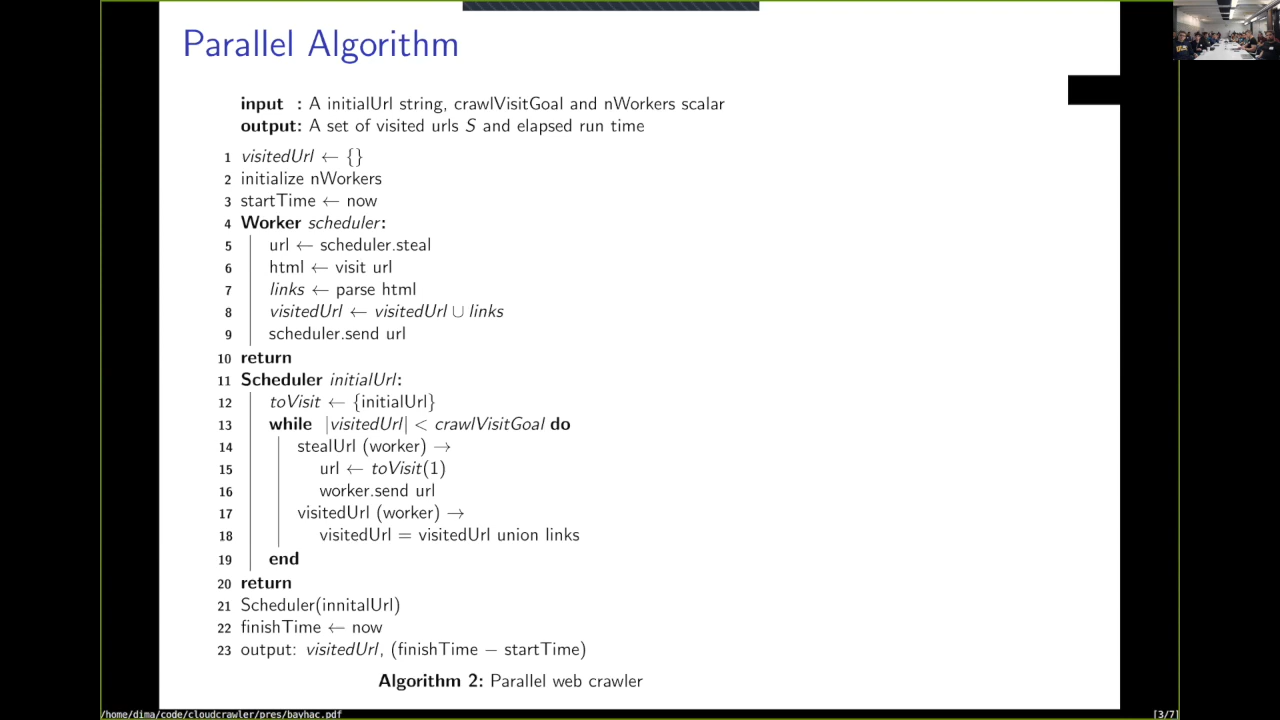 Parallel Algorithm
input : A initialUrl string, crawlVisitGoal and nWorkers scalar
output: A set of visited urls S and elapsed run time
1 visitedUrl ← {}
2 initialize nWorkers
3 startTime ← now
4 Worker scheduler:
5 url ← scheduler.steal
6 html ← visit url
7 links ← parse html
8 visitedUrl ← visitedUrl ∪ links
9 scheduler.send url
10 return
11 Scheduler initialUrl:
12 toVisit ← {initialUrl}
13 while |visitedUrl| < crawlVisitGoal do
14 stealUrl (worker) →
15 url ← toVisit(1)
16 worker.send url
17 visitedUrl (worker) →
18 visitedUrl = visitedUrl union links
19 end
20 return
21 Scheduler(innitalUrl)
22 finishTime ← now
23 output: visitedUrl, (finishTime − startTime)
Algorithm 2: Parallel web crawler
/home/dima/code/cloudcrawler/pres/bayhac.pdf [3/7]